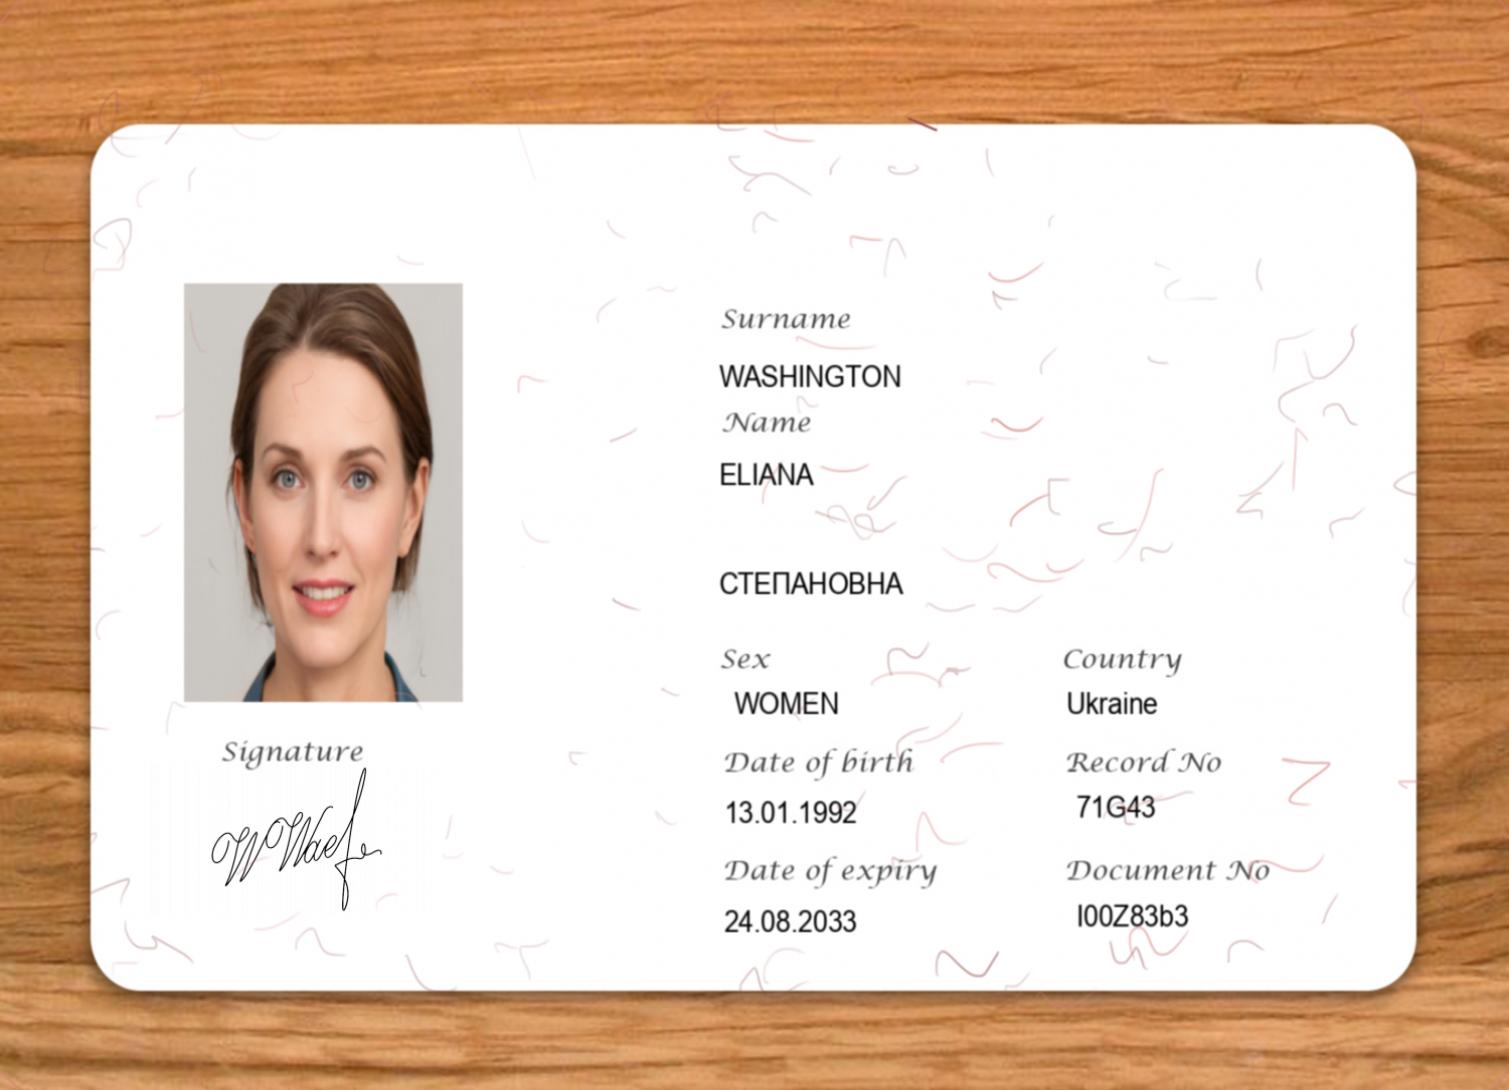 Surname
WASHINGTON
Name
ELIANA
СТЕПАНОВНА
Sex
WOMEN
Country
Ukraine
Date of birth
13.01.1992
Record No
71G43
Date of expiry
24.08.2033
Document No
I00Z83b3
Signature